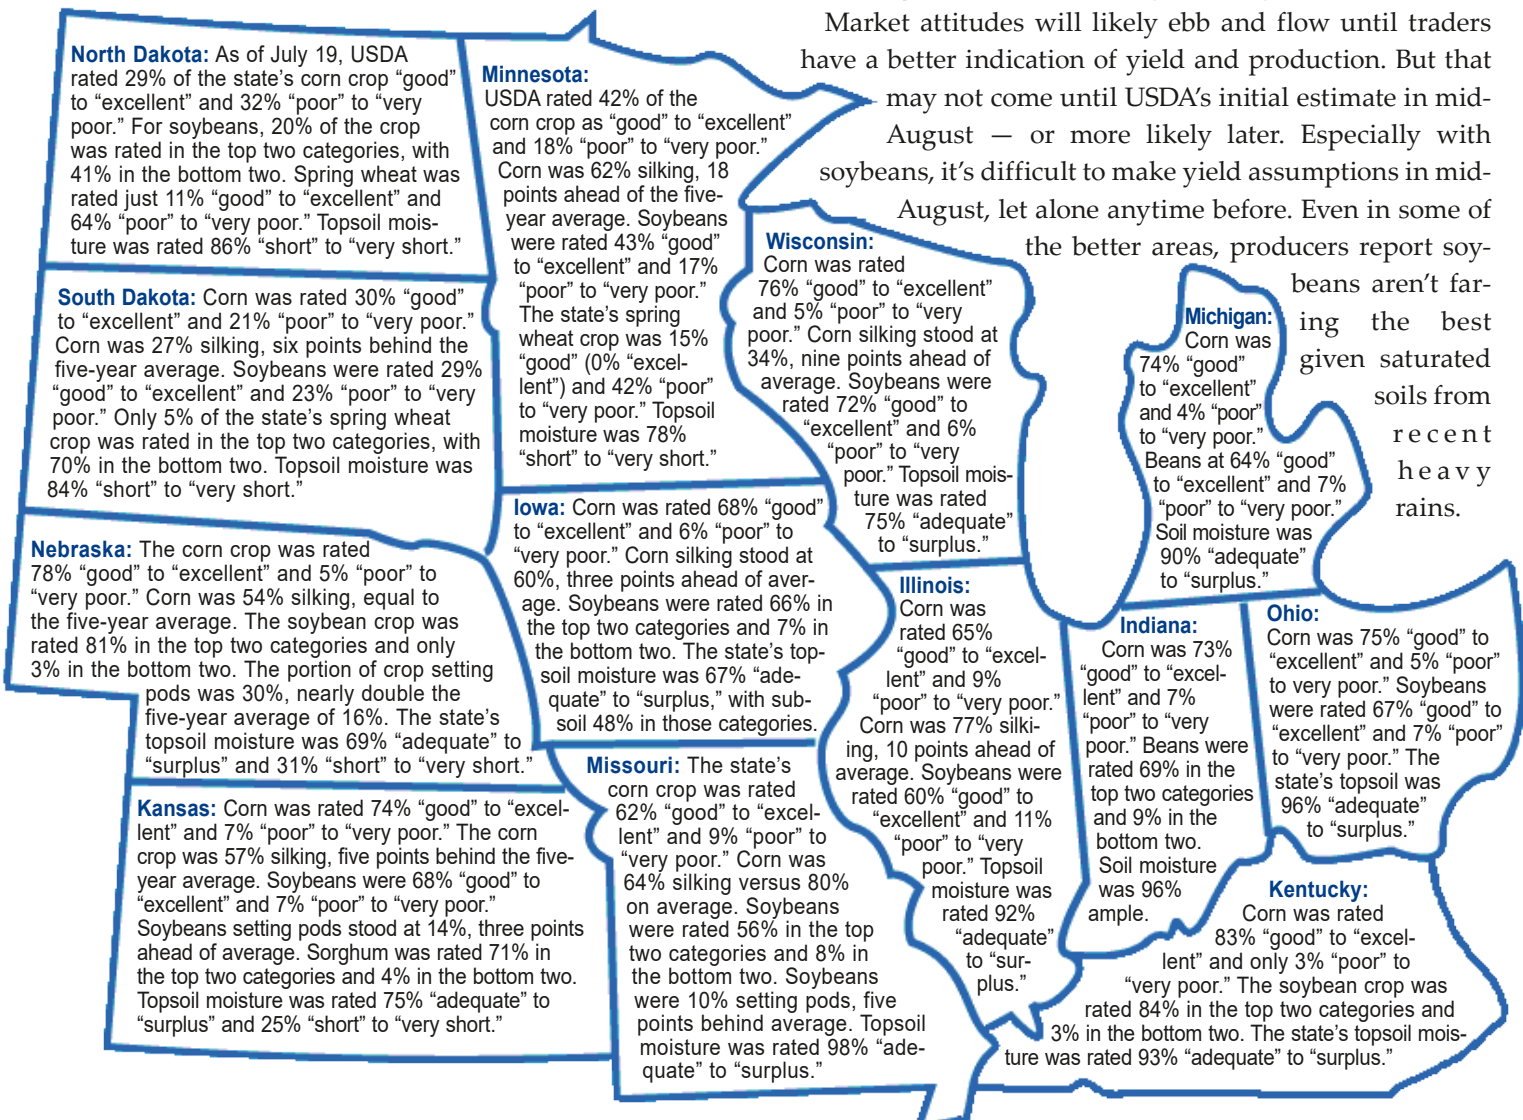 Market attitudes will likely ebb and flow until traders
have a better indication of yield and production. But that
may not come until USDA’s initial estimate in mid-
August — or more likely later. Especially with
soybeans, it’s difficult to make yield assumptions in mid-
August, let alone anytime before. Even in some of
the better areas, producers report soy-
beans aren’t far-
ing the best
given saturated
soils from
recent
heavy
rains.
North Dakota: As of July 19, USDA
rated 29% of the state’s corn crop “good”
to “excellent” and 32% “poor” to “very
poor.” For soybeans, 20% of the crop
was rated in the top two categories, with
41% in the bottom two. Spring wheat was
rated just 11% “good” to “excellent” and
64% “poor” to “very poor.” Topsoil mois-
ture was rated 86% “short” to “very short.”
Minnesota:
USDA rated 42% of the
corn crop as “good” to “excellent”
and 18% “poor” to “very poor.”
Corn was 62% silking, 18
points ahead of the five-
year average. Soybeans
were rated 43% “good”
to “excellent” and 17%
“poor” to “very poor.”
The state’s spring
wheat crop was 15%
“good” (0% “excel-
lent”) and 42% “poor”
to “very poor.” Topsoil
moisture was 78%
“short” to “very short.”
Wisconsin:
Corn was rated
76% “good” to “excellent”
and 5% “poor” to “very
poor.” Corn silking stood at
34%, nine points ahead of
average. Soybeans were
rated 72% “good” to
“excellent” and 6%
“poor” to “very
poor.” Topsoil mois-
ture was rated
75% “adequate”
to “surplus.”
Michigan:
Corn was
74% “good”
to “excellent”
and 4% “poor”
to “very poor.”
Beans at 64% “good”
to “excellent” and 7%
“poor” to “very poor.”
Soil moisture was
90% “adequate”
to “surplus.”
South Dakota: Corn was rated 30% “good”
to “excellent” and 21% “poor” to “very poor.”
Corn was 27% silking, six points behind the
five-year average. Soybeans were rated 29%
“good” to “excellent” and 23% “poor” to “very
poor.” Only 5% of the state’s spring wheat
crop was rated in the top two categories, with
70% in the bottom two. Topsoil moisture was
84% “short” to “very short.”
Iowa: Corn was rated 68% “good”
to “excellent” and 6% “poor” to
“very poor.” Corn silking stood at
60%, three points ahead of aver-
age. Soybeans were rated 66% in
the top two categories and 7% in
the bottom two. The state’s top-
soil moisture was 67% “ade-
quate” to “surplus,” with sub-
soil 48% in those categories.
Nebraska: The corn crop was rated
78% “good” to “excellent” and 5% “poor” to
“very poor.” Corn was 54% silking, equal to
the five-year average. The soybean crop was
rated 81% in the top two categories and only
3% in the bottom two. The portion of crop setting
pods was 30%, nearly double the
five-year average of 16%. The state’s
topsoil moisture was 69% “adequate” to
“surplus” and 31% “short” to “very short.”
Illinois:
Corn was
rated 65%
“good” to “excel-
lent” and 9%
“poor” to “very poor.”
Corn was 77% silk-
ing, 10 points ahead of
average. Soybeans were
rated 60% “good” to
“excellent” and 11%
“poor” to “very
poor.” Topsoil
moisture was
rated 92%
“adequate”
to “sur-
plus.”
Indiana:
Corn was 73%
“good” to “excel-
lent” and 7%
“poor” to “very
poor.” Beans were
rated 69% in the
top two categories
and 9% in the
bottom two.
Soil moisture
was 96%
ample.
Ohio:
Corn was 75% “good” to
“excellent” and 5% “poor”
to very poor.” Soybeans
were rated 67% “good” to
“excellent” and 7% “poor”
to “very poor.” The
state’s topsoil was
96% “adequate”
to “surplus.”
Kansas: Corn was rated 74% “good” to “excel-
lent” and 7% “poor” to “very poor.” The corn
crop was 57% silking, five points behind the five-
year average. Soybeans were 68% “good” to
“excellent” and 7% “poor” to “very poor.”
Soybeans setting pods stood at 14%, three points
ahead of average. Sorghum was rated 71% in
the top two categories and 4% in the bottom two.
Topsoil moisture was rated 75% “adequate” to
“surplus” and 25% “short” to “very short.”
Missouri: The state’s
corn crop was rated
62% “good” to “excel-
lent” and 9% “poor” to
“very poor.” Corn was
64% silking versus 80%
on average. Soybeans
were rated 56% in the top
two categories and 8% in
the bottom two. Soybeans
were 10% setting pods, five
points behind average. Topsoil
moisture was rated 98% “ade-
quate” to “surplus.”
Kentucky:
Corn was rated
83% “good” to “excel-
lent” and only 3% “poor” to
“very poor.” The soybean crop was
rated 84% in the top two categories and
3% in the bottom two. The state’s topsoil mois-
ture was rated 93% “adequate” to “surplus.”